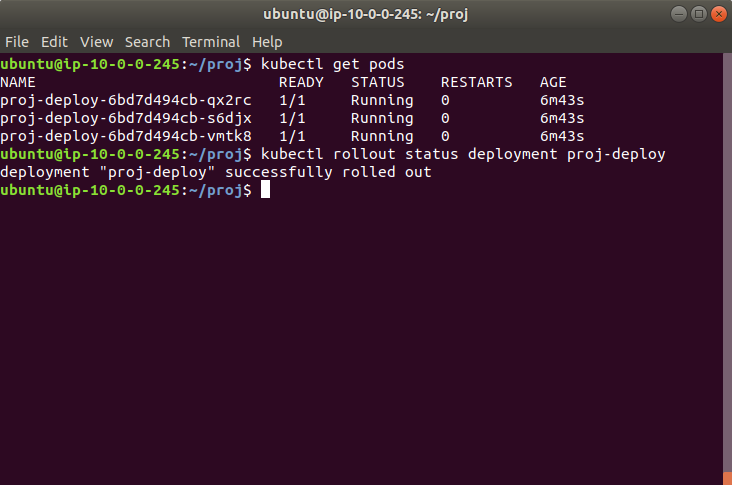 ubuntu@ip-10-0-0-245: ~/proj
File Edit View Search Terminal Help
ubuntu@ip-10-0-0-245:~/proj$ kubectl get pods
NAME READY STATUS RESTARTS AGE
proj-deploy-6bd7d494cb-qx2rc 1/1 Running 0 6m43s
proj-deploy-6bd7d494cb-s6djx 1/1 Running 0 6m43s
proj-deploy-6bd7d494cb-vmtk8 1/1 Running 0 6m43s
ubuntu@ip-10-0-0-245:~/proj$ kubectl rollout status deployment proj-deploy
deployment "proj-deploy" successfully rolled out
ubuntu@ip-10-0-0-245:~/proj$